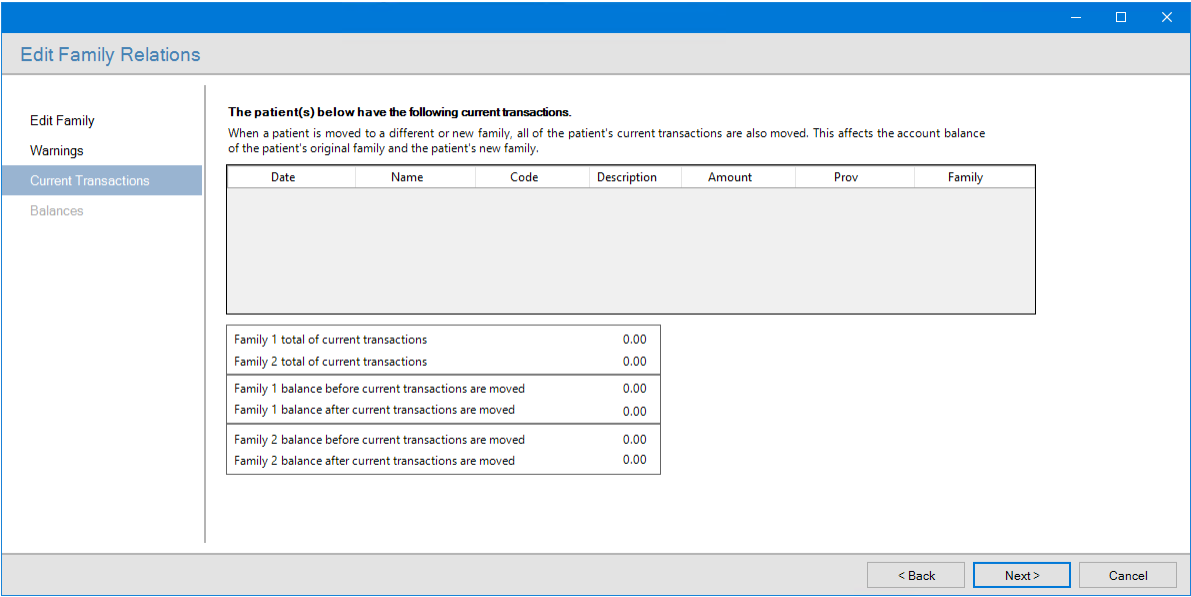 Edit Family Relations
Edit Family
Warnings
Current Transactions
Balances
The patient(s) below have the following current transactions.
When a patient is moved to a different or new family, all of the patient's current transactions are also moved. This affects the account balance
of the patient's original family and the patient's new family.
Date Name Code Description Amount Prov Family
Family 1 total of current transactions 0.00
Family 2 total of current transactions 0.00
Family 1 balance before current transactions are moved 0.00
Family 1 balance after current transactions are moved 0.00
Family 2 balance before current transactions are moved 0.00
Family 2 balance after current transactions are moved 0.00
< Back Next > Cancel